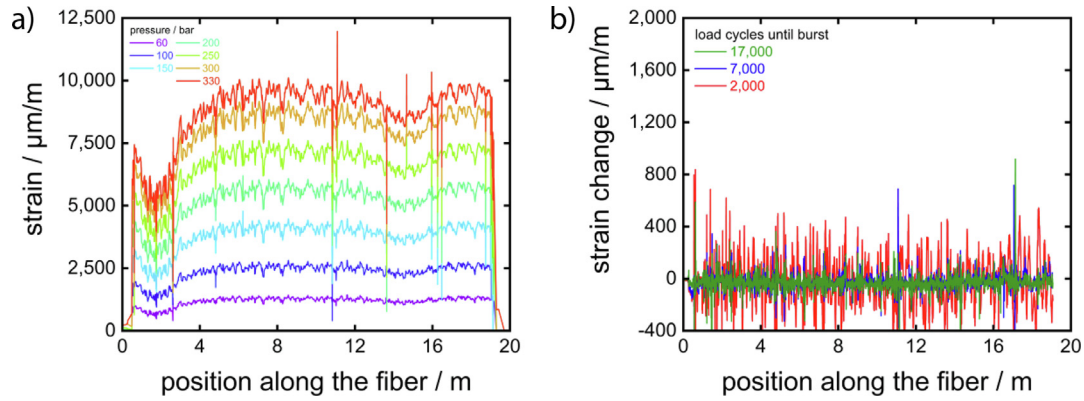 a)
12,500
10,000
7,500
5,000
2,500
0
strain / μm/m
pressure / bar
60 200
100 250
150 300
330
0 4 8 12 16 20
position along the fiber / m
b)
2,000
1,600
1,200
800
400
0
-400
strain change / μm/m
load cycles until burst
17,000
7,000
2,000
0 4 8 12 16 20
position along the fiber / m